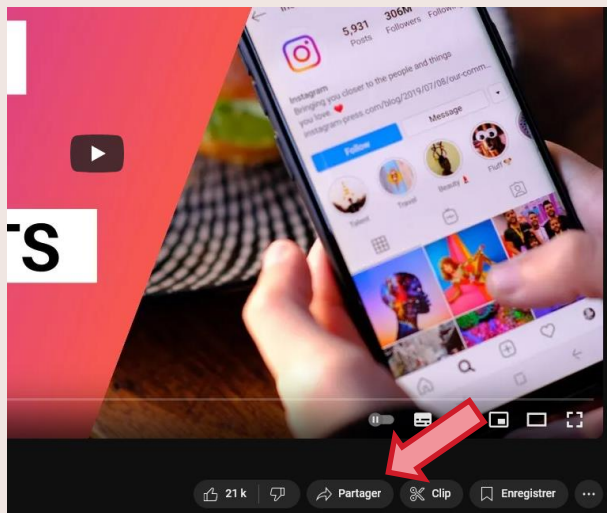 5,931
306M
Posts
Followers
Instagram
Bringing you closer to the people and things
you love. ❤️
instagram-press.com/blog/2019/07/08/our-comm...
Follow
Message
Talent
Travel
Beauty
Fluff
TS
21 k
Partager
Clip
Enregistrer
...